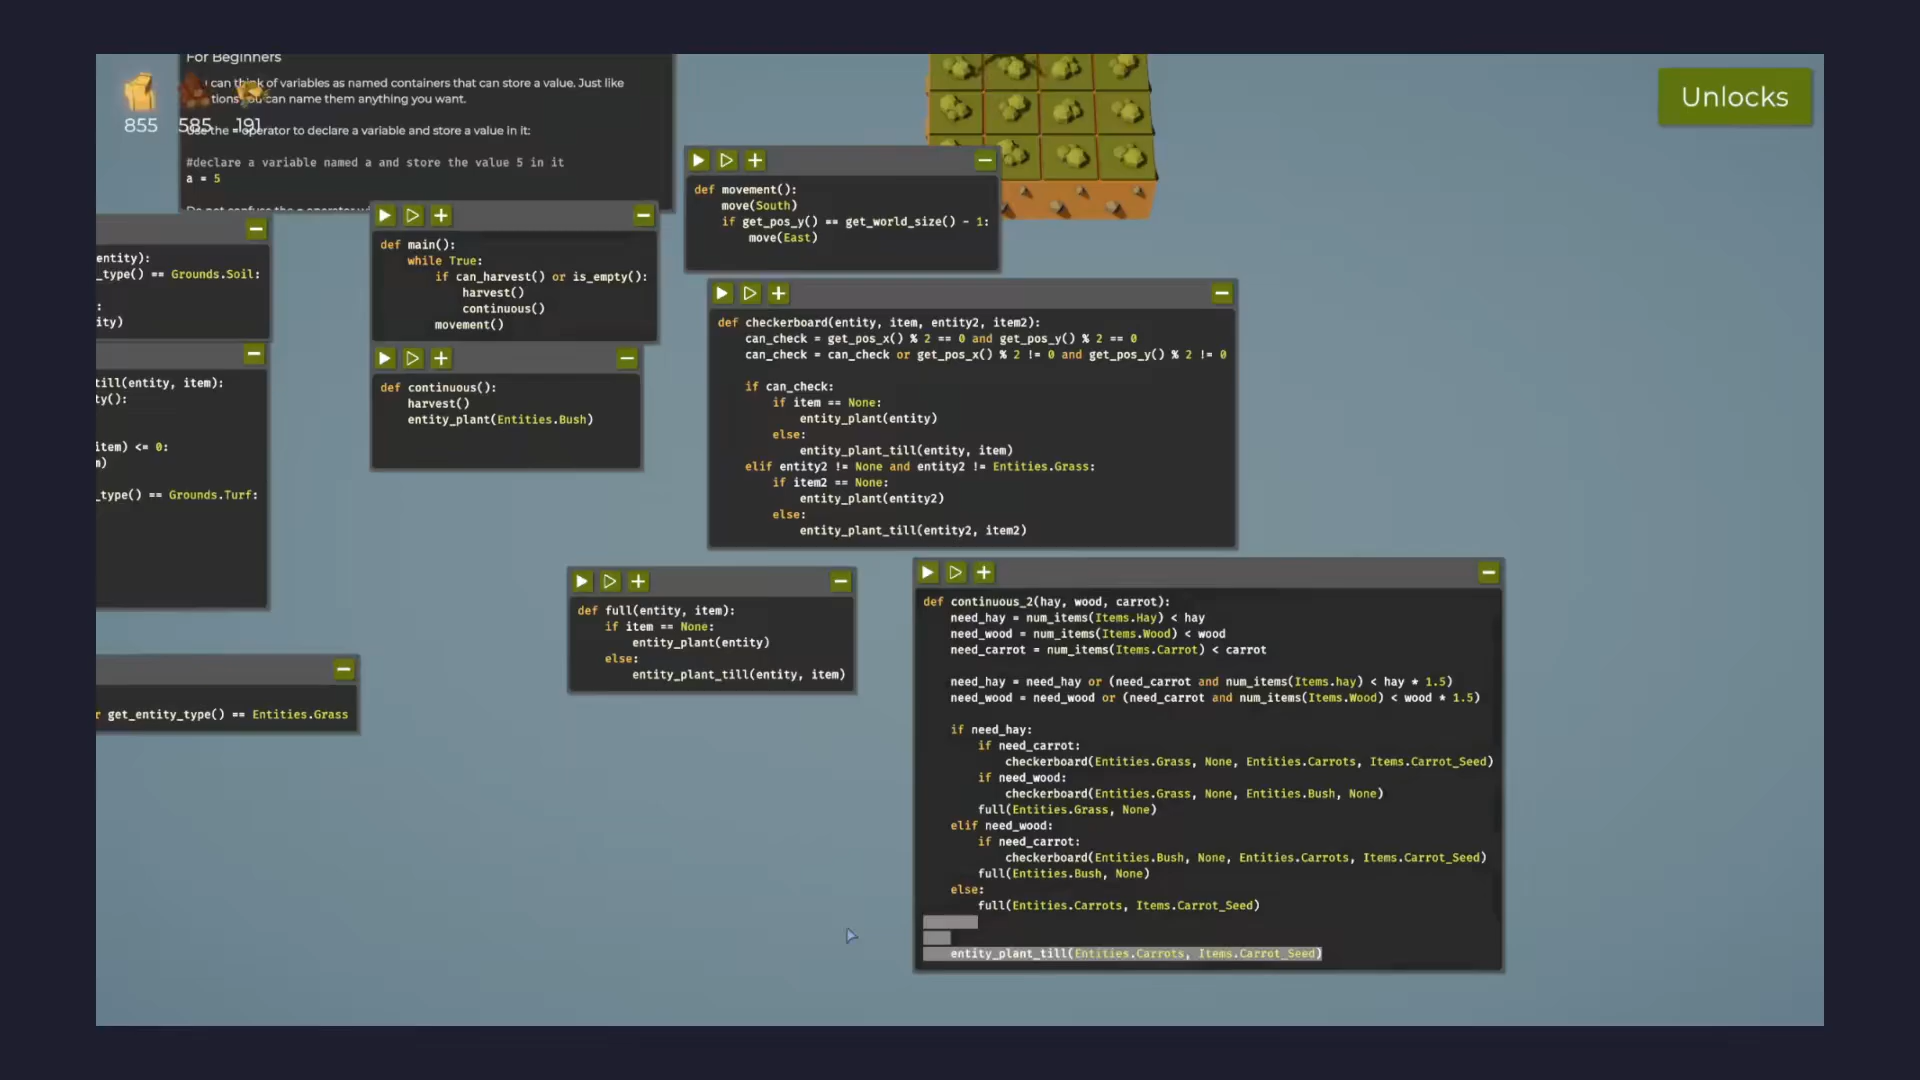 For Beginners
can think of variables as named containers that can store a value. Just like
you can name them anything you want.
Use the = operator to declare a variable and store a value in it:
#declare a variable named a and store the value 5 in it
a = 5
855
585
191
Unlocks
def movement():
move(South)
if get_pos_y() == get_world_size() - 1:
move(East)
entity):
_type() == Grounds.Soil:
:
ity)
def main():
while True:
if can_harvest() or is_empty():
harvest()
continuous()
movement()
def checkerboard(entity, item, entity2, item2):
can_check = get_pos_x() % 2 == 0 and get_pos_y() % 2 == 0
can_check = can_check or get_pos_x() % 2 != 0 and get_pos_y() % 2 != 0
if can_check:
if item == None:
entity_plant(entity)
else:
entity_plant_till(entity, item)
elif entity2 != None and entity2 != Entities.Grass:
if item2 == None:
entity_plant(entity2)
else:
entity_plant_till(entity2, item2)
till(entity, item):
ty():
item) <= 0:
m)
_type() == Grounds.Turf:
def continuous():
harvest()
entity_plant(Entities.Bush)
def full(entity, item):
if item == None:
entity_plant(entity)
else:
entity_plant_till(entity, item)
def continuous_2(hay, wood, carrot):
need_hay = num_items(Items.Hay) < hay
need_wood = num_items(Items.Wood) < wood
need_carrot = num_items(Items.Carrot) < carrot
need_hay = need_hay or (need_carrot and num_items(Items.hay) < hay * 1.5)
need_wood = need_wood or (need_carrot and num_items(Items.Wood) < wood * 1.5)
if need_hay:
if need_carrot:
checkerboard(Entities.Grass, None, Entities.Carrots, Items.Carrot_Seed)
if need_wood:
checkerboard(Entities.Grass, None, Entities.Bush, None)
full(Entities.Grass, None)
elif need_wood:
if need_carrot:
checkerboard(Entities.Bush, None, Entities.Carrots, Items.Carrot_Seed)
full(Entities.Bush, None)
else:
full(Entities.Carrots, Items.Carrot_Seed)
entity_plant_till(Entities.Carrots, Items.Carrot_Seed)
r get_entity_type() == Entities.Grass